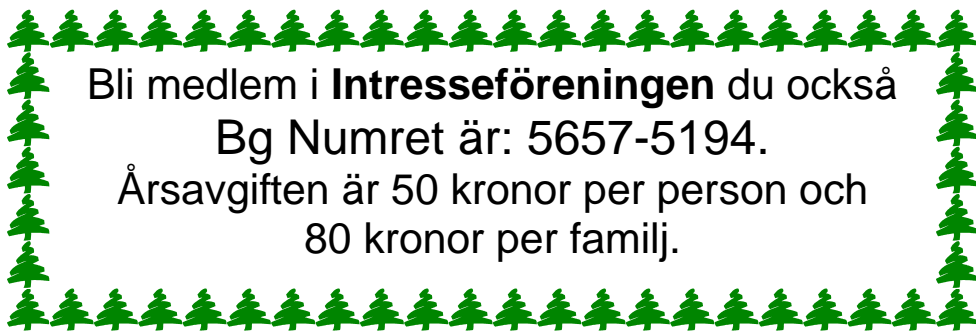 Bli medlem i Intresseföreningen du också
Bg Numret är: 5657-5194.
Årsavgiften är 50 kronor per person och
80 kronor per familj.